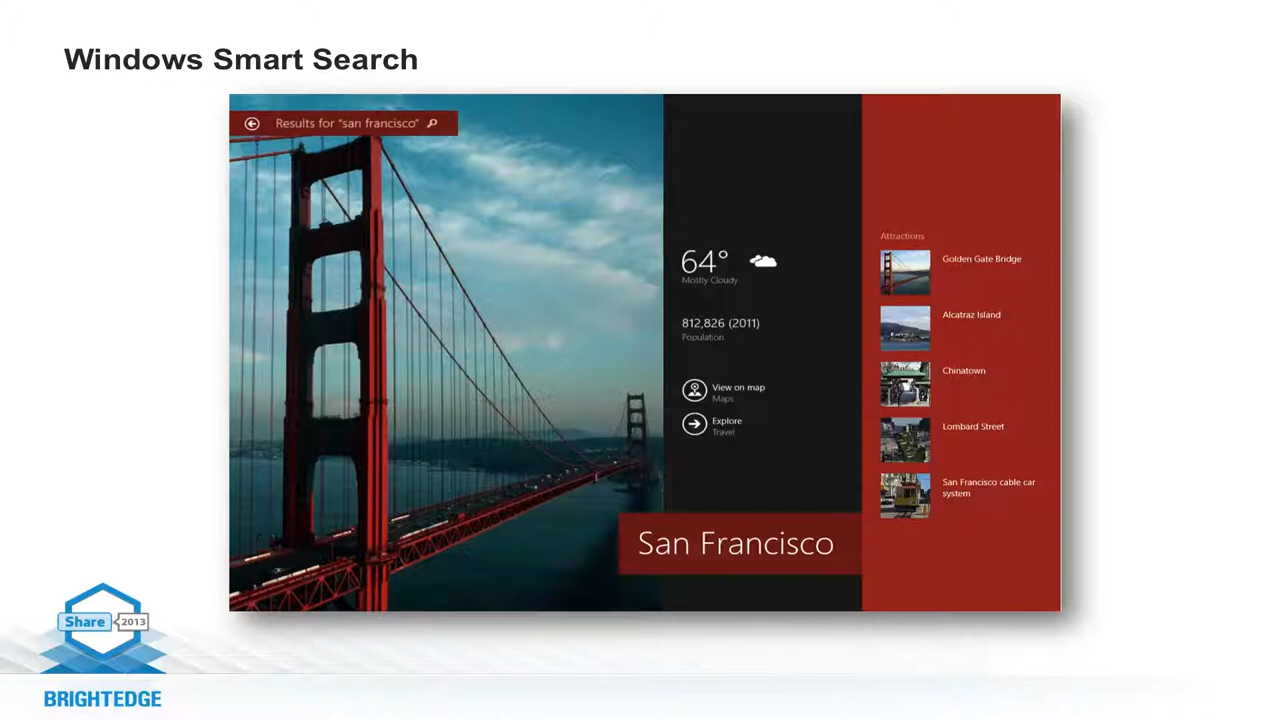 Windows Smart Search
Results for "san francisco"
64°
Mostly Cloudy
812,826 (2011)
Population
View on map
Maps
Explore
Travel
San Francisco
Attractions
Golden Gate Bridge
Alcatraz Island
Chinatown
Lombard Street
San Francisco cable car
system
Share 2013
BRIGHTEDGE